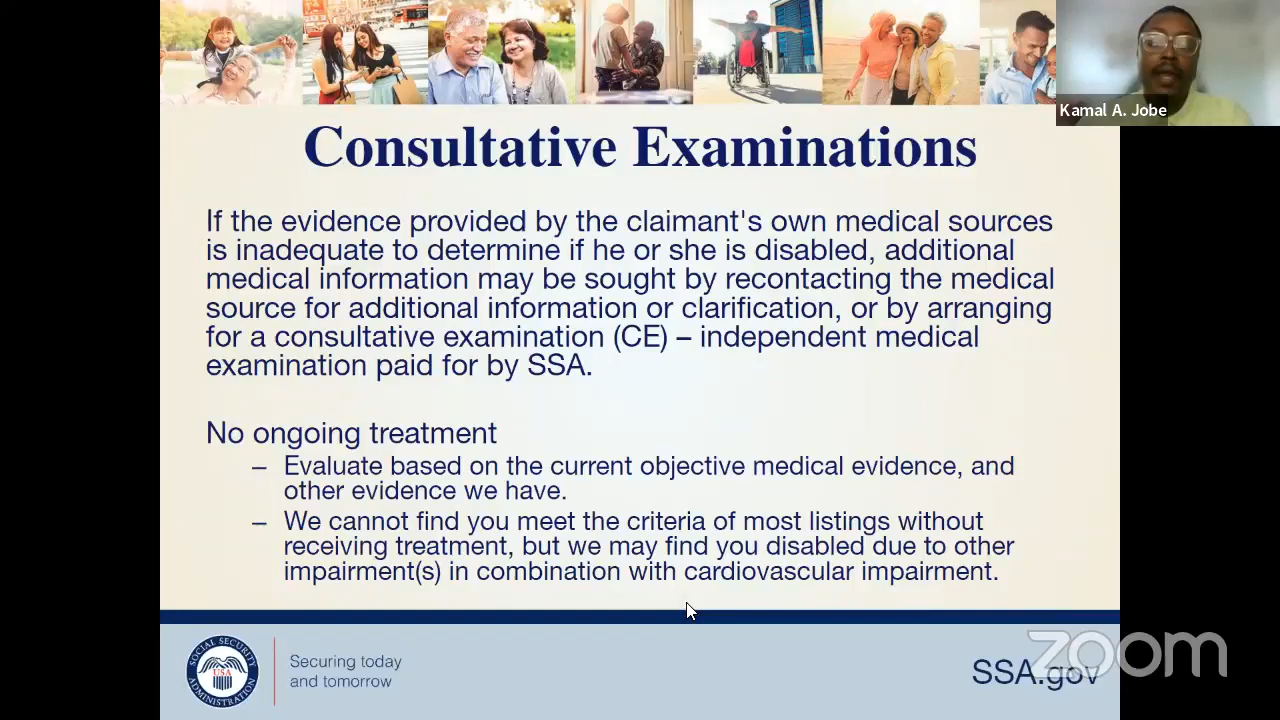 Kamal A. Jobe
Consultative Examinations
If the evidence provided by the claimant's own medical sources
is inadequate to determine if he or she is disabled, additional
medical information may be sought by recontacting the medical
source for additional information or clarification, or by arranging
for a consultative examination (CE) – independent medical
examination paid for by SSA.
No ongoing treatment
– Evaluate based on the current objective medical evidence, and
other evidence we have.
– We cannot find you meet the criteria of most listings without
receiving treatment, but we may find you disabled due to other
impairment(s) in combination with cardiovascular impairment.
SOCIAL SECURITY
USA
ADMINISTRATION
Securing today
and tomorrow
SSA.gov
zoom